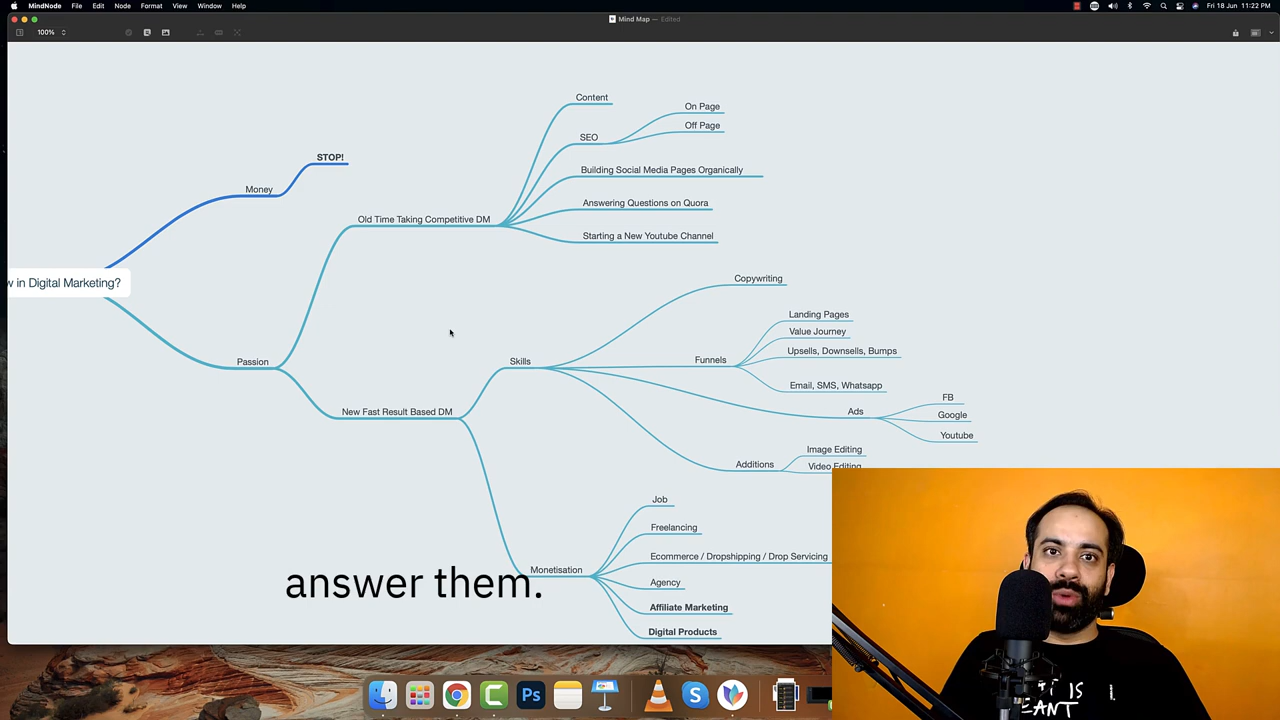 MindNode File Edit Node Format View Window Help
Fri 18 Jun 11:22 PM
Mind Map — Edited
100%
Content
On Page
SEO
Off Page
STOP!
Building Social Media Pages Organically
Money
Answering Questions on Quora
Old Time Taking Competitive DM
Starting a New Youtube Channel
w in Digital Marketing?
Copywriting
Landing Pages
Value Journey
Upsells, Downsells, Bumps
Funnels
Skills
Passion
Email, SMS, Whatsapp
FB
New Fast Result Based DM
Ads
Google
Youtube
Image Editing
Additions
Video Editing
Job
Freelancing
Ecommerce / Dropshipping / Drop Servicing
Monetisation
Agency
answer them.
Affiliate Marketing
Digital Products
Ps
S
IS
EANT